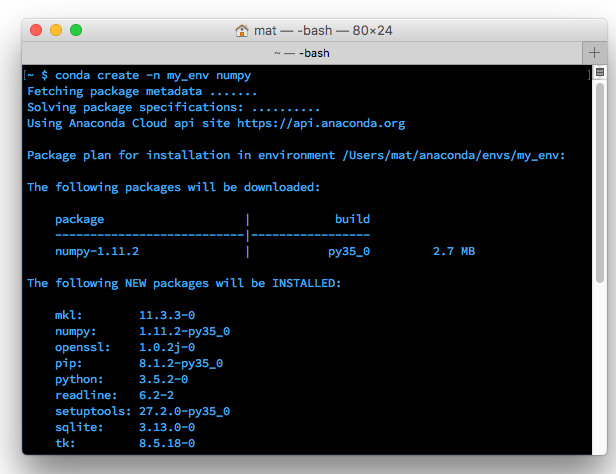 mat — -bash — 80×24
~ — -bash
[~ $ conda create -n my_env numpy ]
Fetching package metadata .......
Solving package specifications: ..........
Using Anaconda Cloud api site https://api.anaconda.org
Package plan for installation in environment /Users/mat/anaconda/envs/my_env:
The following packages will be downloaded:
package | build
---------------------------|-----------------
numpy-1.11.2 | py35_0 2.7 MB
The following NEW packages will be INSTALLED:
mkl: 11.3.3-0
numpy: 1.11.2-py35_0
openssl: 1.0.2j-0
pip: 8.1.2-py35_0
python: 3.5.2-0
readline: 6.2-2
setuptools: 27.2.0-py35_0
sqlite: 3.13.0-0
tk: 8.5.18-0